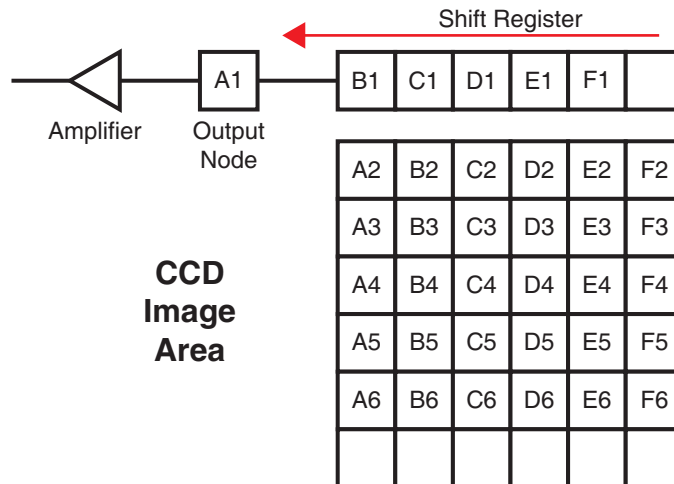 Shift Register
A1 B1 C1 D1 E1 F1
Amplifier
Output
Node
A2 B2 C2 D2 E2 F2
A3 B3 C3 D3 E3 F3
CCD
Image
Area
A4 B4 C4 D4 E4 F4
A5 B5 C5 D5 E5 F5
A6 B6 C6 D6 E6 F6